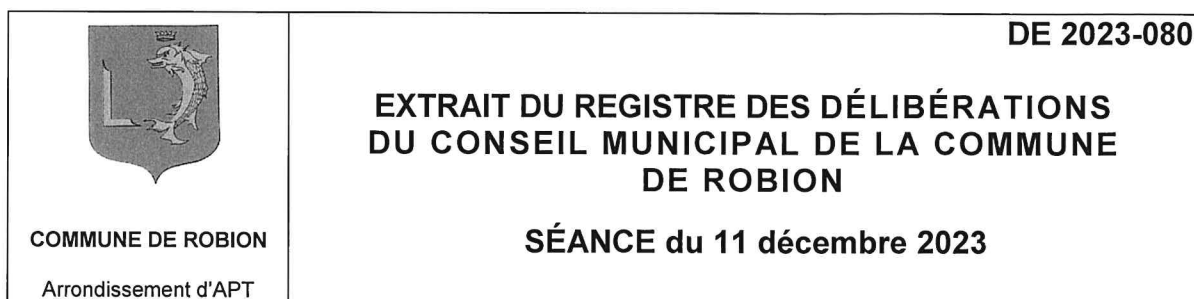 DE 2023-080
EXTRAIT DU REGISTRE DES DÉLIBÉRATIONS
DU CONSEIL MUNICIPAL DE LA COMMUNE
DE ROBION
SÉANCE du 11 décembre 2023
COMMUNE DE ROBION
Arrondissement d'APT